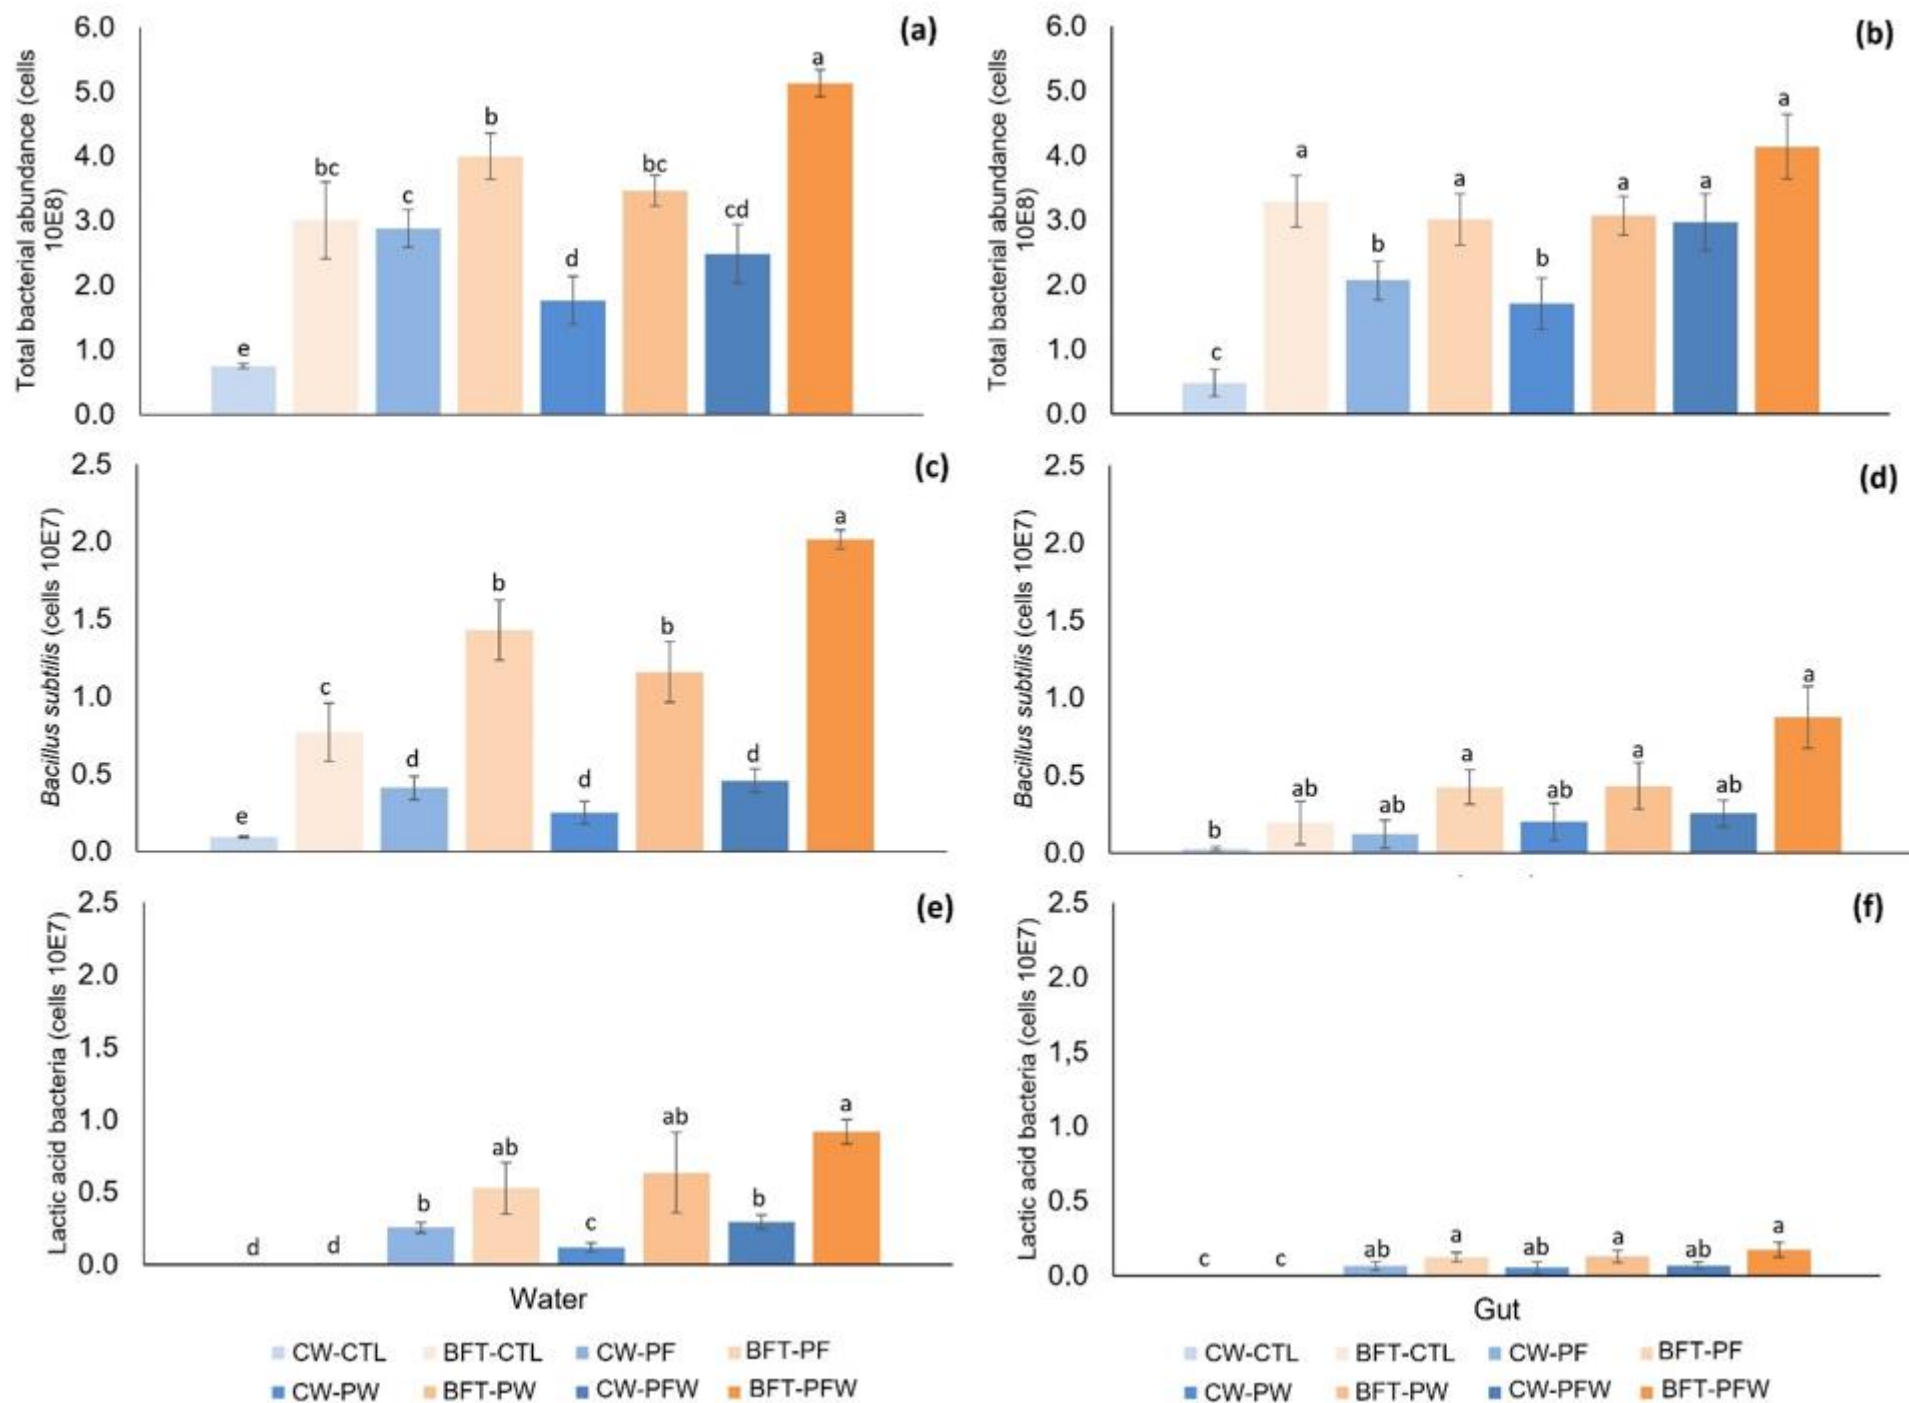 (a)
Total bacterial abundance (cells
10E8)
6.0
5.0
4.0
3.0
2.0
1.0
0.0
e
bc
c
b
d
bc
cd
a
(b)
Total bacterial abundance (cells
10E8)
6.0
5.0
4.0
3.0
2.0
1.0
0.0
c
a
b
a
b
a
a
a
(c)
Bacillus subtilis (cells 10E7)
2.5
2.0
1.5
1.0
0.5
0.0
e
c
d
b
d
b
d
a
(d)
Bacillus subtilis (cells 10E7)
2.5
2.0
1.5
1.0
0.5
0.0
b
ab
ab
a
ab
a
ab
a
(e)
Lactic acid bacteria (cells 10E7)
2.5
2.0
1.5
1.0
0.5
0.0
d
d
b
ab
c
ab
b
a
Water
CW-CTL BFT-CTL CW-PF BFT-PF
CW-PW BFT-PW CW-PFW BFT-PFW
(f)
Lactic acid bacteria (cells 10E7)
2.5
2.0
1,5
1.0
0.5
0.0
c
c
ab
a
ab
a
ab
a
Gut
CW-CTL BFT-CTL CW-PF BFT-PF
CW-PW BFT-PW CW-PFW BFT-PFW